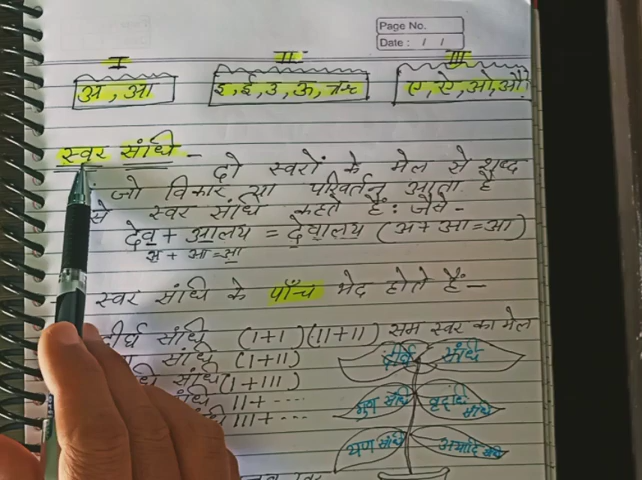 Page No.
Date : / /
I II III
अ, आ इ, ई, उ, ऊ, ऋ ए, ऐ, ओ, औ
स्वर संधि - दो स्वरों के मेल से शब्द
जो विकार या परिवर्तन आता है
से स्वर संधि कहते हैं: जैसे-
देव + आलय = देवालय (अ + आ = आ)
अ + आ = आ
स्वर संधि के पाँच भेद होते हैं-
दीर्घ संधि (I+I) (II+II) सम स्वर का मेल
संधि (I+II)
संधि (I+III)
संधि II+ ----
संधि III+ ----
दीर्घ संधि
गुण संधि वृद्धि संधि
यण संधि अयादि संधि